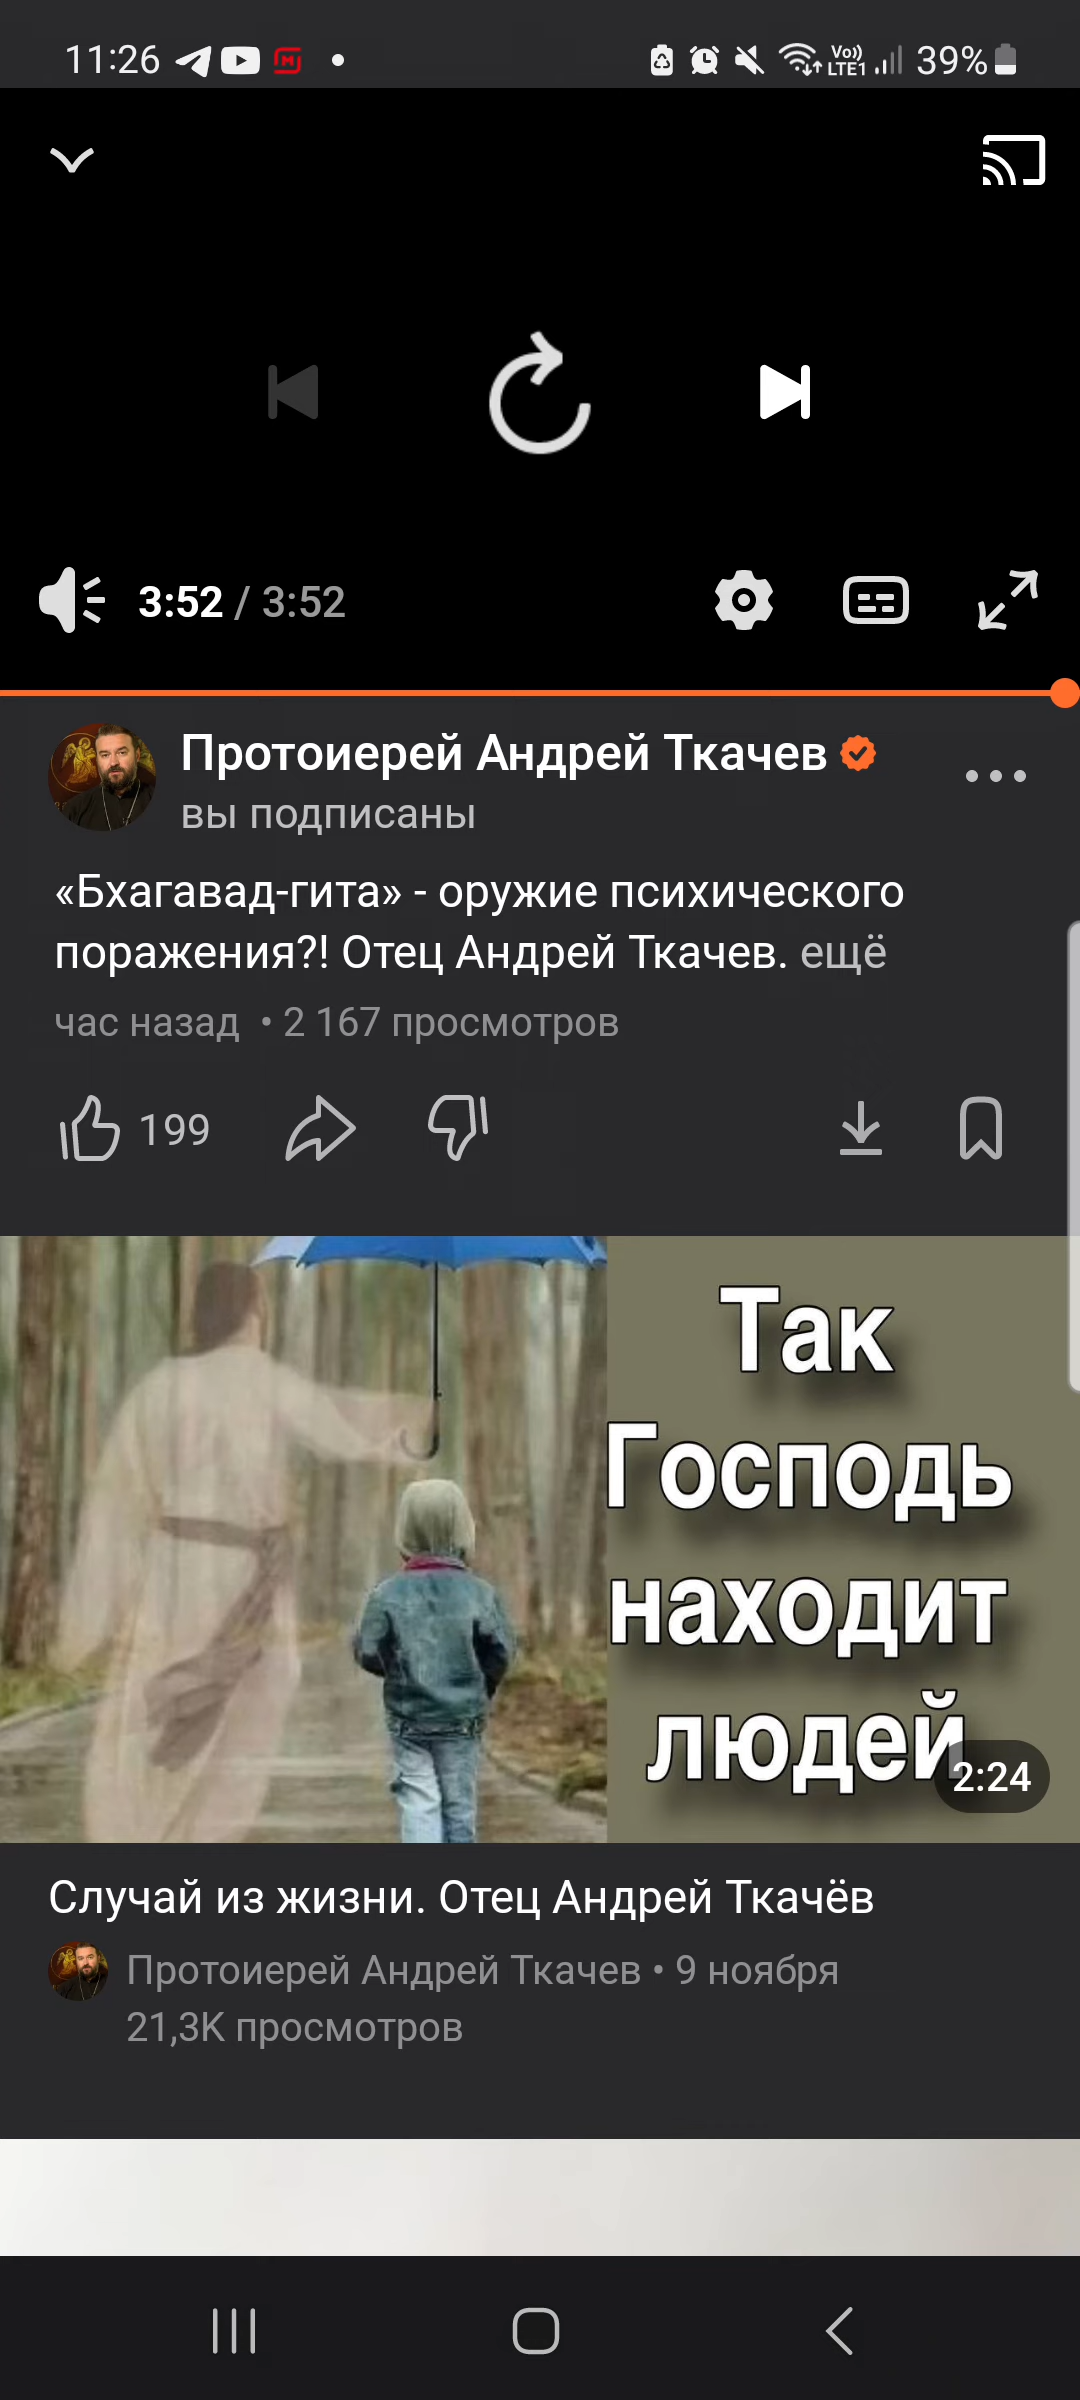 11:26
Vo))
LTE1
39%
3:52 / 3:52
Протоиерей Андрей Ткачев
вы подписаны
«Бхагавад-гита» - оружие психического
поражения?! Отец Андрей Ткачев. ещё
час назад • 2 167 просмотров
199
Так
Господь
находит
людей
2:24
Случай из жизни. Отец Андрей Ткачёв
Протоиерей Андрей Ткачев • 9 ноября
21,3K просмотров